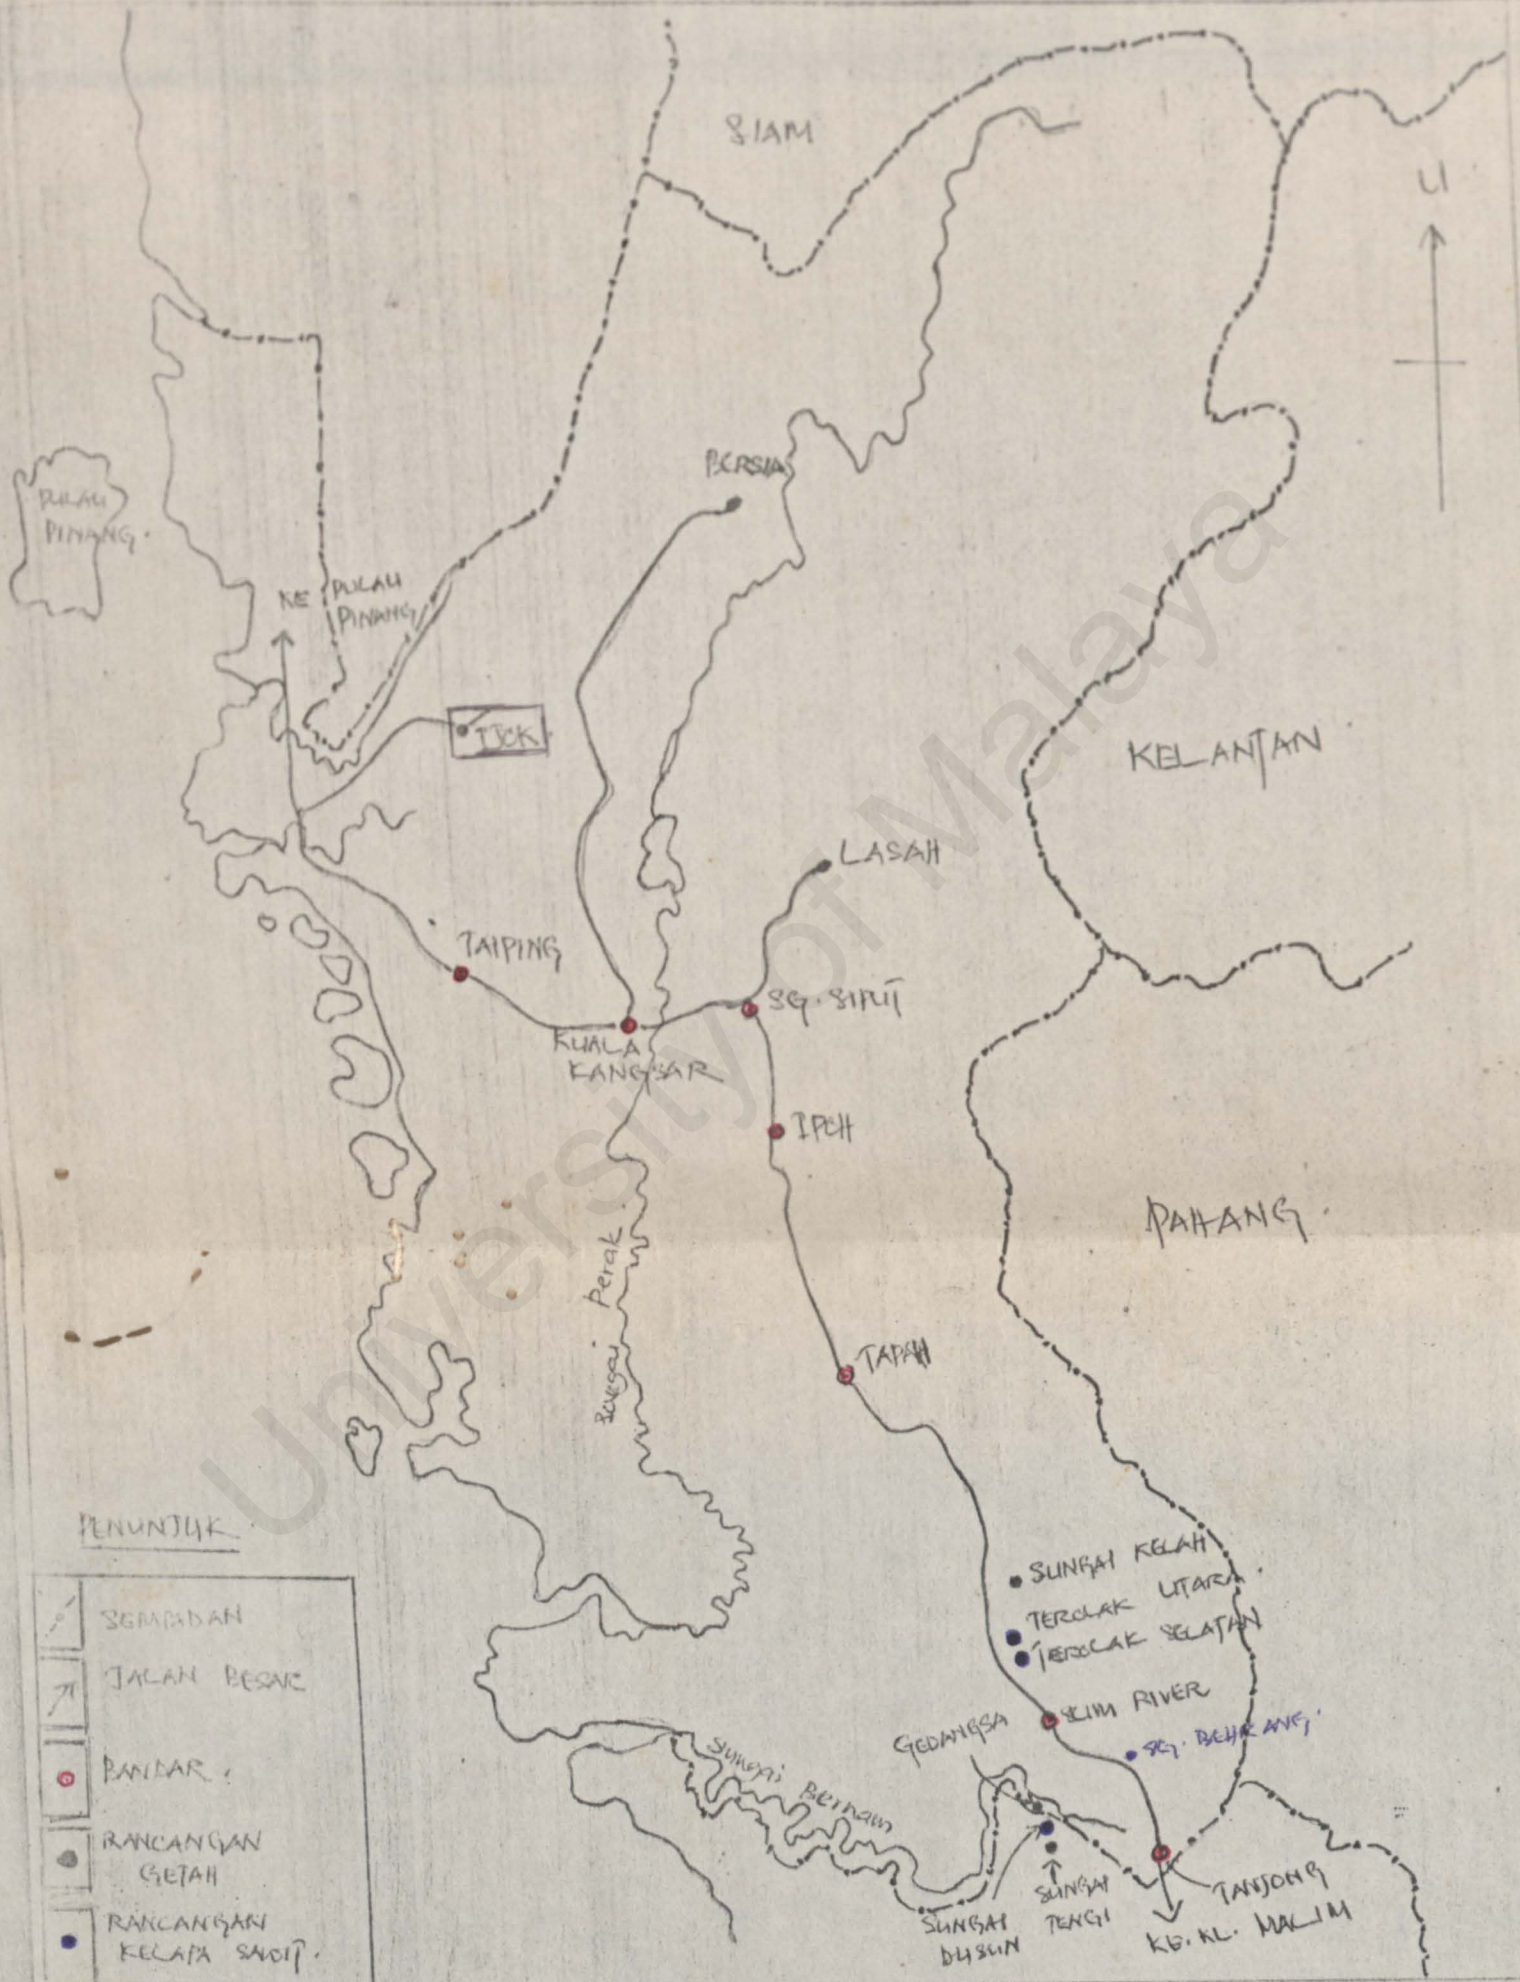 SIAM
U
BERSIA
PULAU
PINANG.
KE PULAU
PINANG
IJOK
KELANTAN
LASAH
TAIPING
SG. SIPUT
KUALA
KANGSAR
IPOH
PAHANG.
Sungai Perak
TAPAH
PENUNJUK.
SEMPADAN
JALAN BESAR
BANDAR.
RANCANGAN
GETAH
RANCANGAN
KELAPA SAWIT.
SUNGAI KELAH
TEROLAK UTARA.
TEROLAK SELATAN
SLIM RIVER
GEDANGSA
SG. BEHRANG.
Sungai Bernam
SUNGAI
DUSUN
SUNGAI
TENGI
TANJONG
MALIM
KE. KL.
University of Malaya